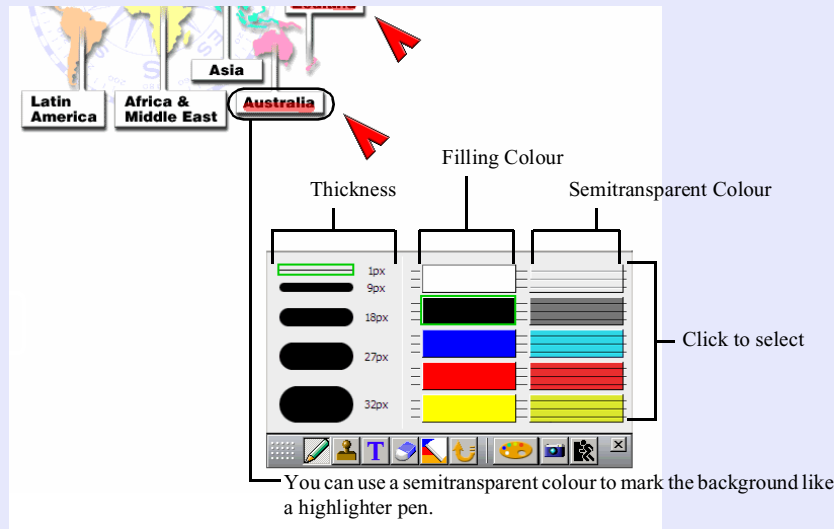 Asia
Latin
America
Africa &
Middle East
Australia
Filling Colour
Thickness
Semitransparent Colour
1px
9px
18px
27px
32px
Click to select
T
You can use a semitransparent colour to mark the background like
a highlighter pen.